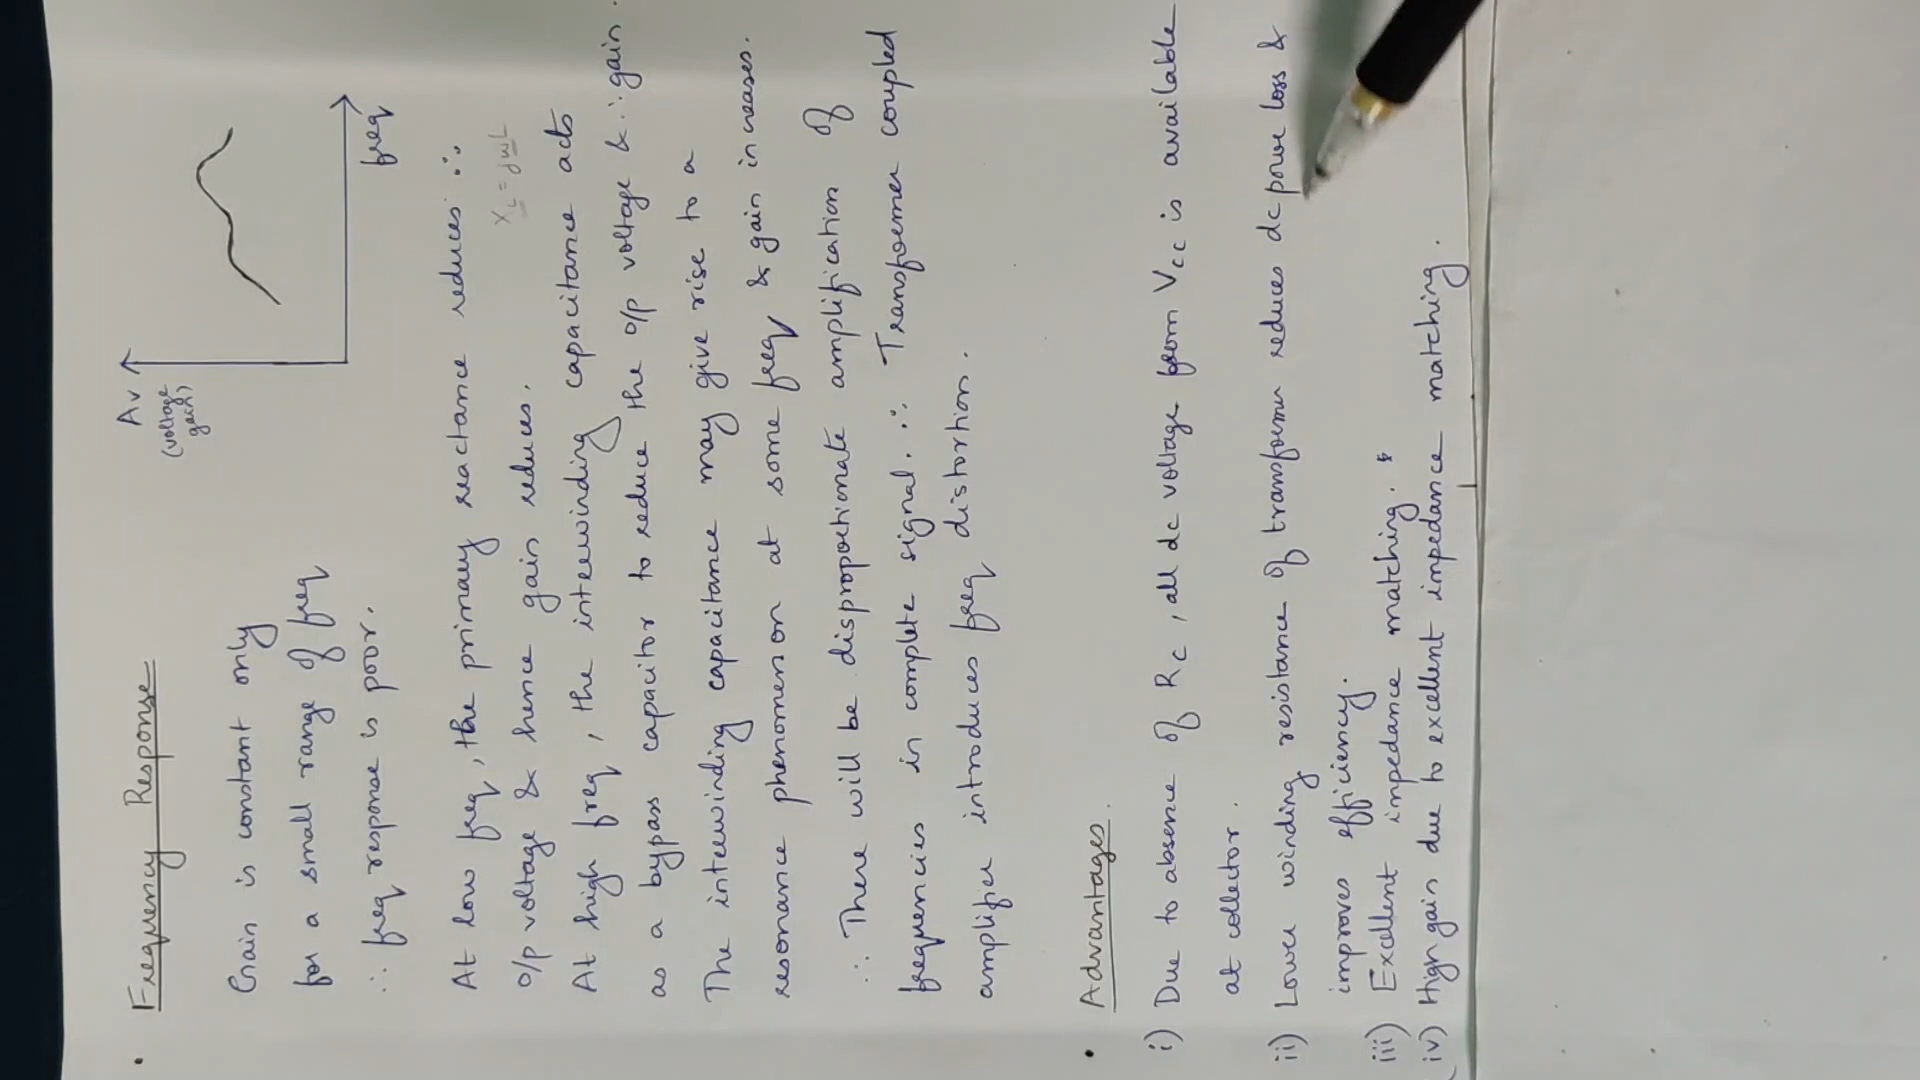 • Frequency Response
Av
(voltage
gain)
freq
Gain is constant only
for a small range of freq
∴ freq response is poor.
At low freq, the primary reactance reduces ∴
X_L = jωL
O/p voltage & hence gain reduces.
At high freq, the interwinding capacitance acts
as a bypass capacitor to reduce the o/p voltage & ∴ gain.
The interwinding capacitance may give rise to a
resonance phenomenon at some freq & gain increases.
∴ There will be disproportionate amplification of
frequencies in complete signal. ∴ Transformer coupled
amplifier introduces freq distortion.
• Advantages.
i) Due to absence of Rc, all dc voltage from Vcc is available
at collector.
ii) Lower winding resistance of transformer reduces dc power loss &
improves efficiency.
iii) Excellent impedance matching.
iv) High gain due to excellent impedance matching.